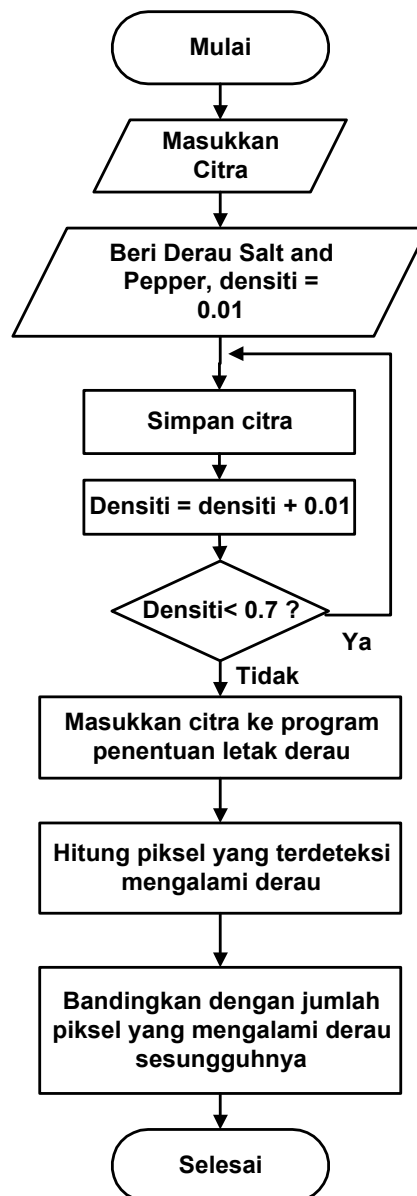 Mulai
Masukkan
Citra
Beri Derau Salt and
Pepper, densiti =
0.01
Simpan citra
Densiti = densiti + 0.01
Densiti< 0.7 ?
Ya
Tidak
Masukkan citra ke program
penentuan letak derau
Hitung piksel yang terdeteksi
mengalami derau
Bandingkan dengan jumlah
piksel yang mengalami derau
sesungguhnya
Selesai